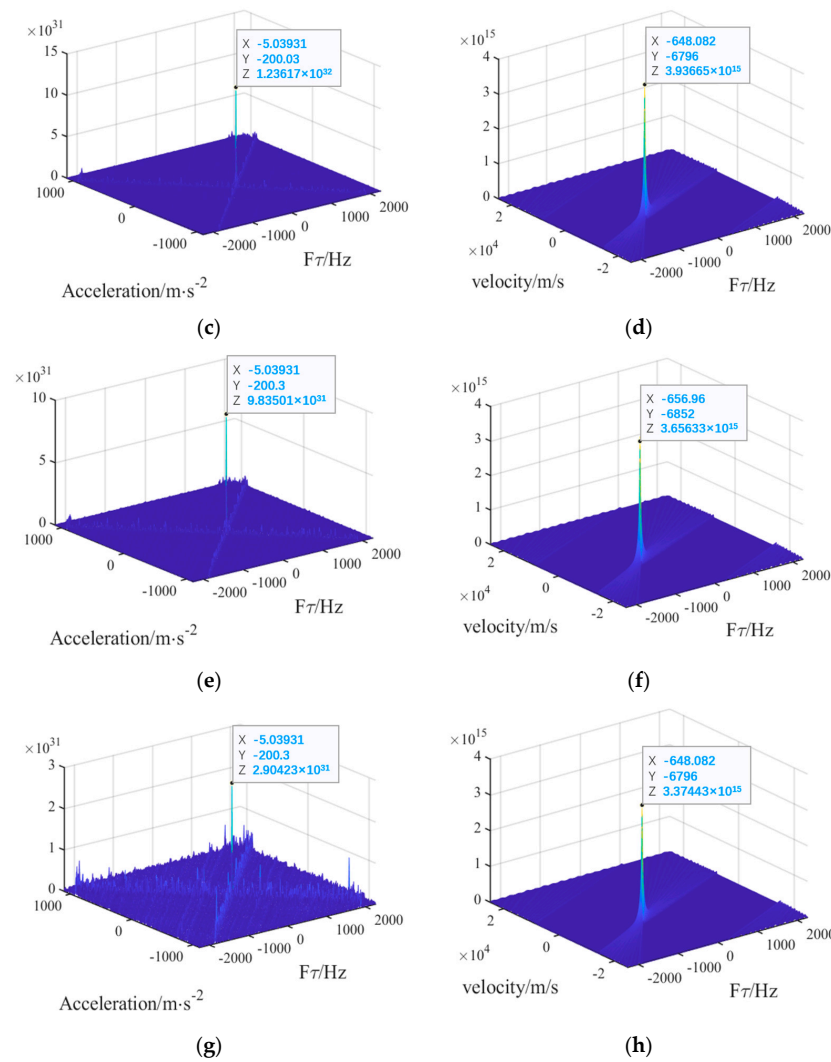 ×10³¹
15
10
5
0
X -5.03931
Y -200.03
Z 1.23617×10³²
1000
0
-1000
-2000
-1000
0
1000
2000
Fτ/Hz
Acceleration/m·s⁻²
(c)
×10¹⁵
4
3
2
1
0
X -648.082
Y -6796
Z 3.93665×10¹⁵
2
0
-2
×10⁴
-2000
-1000
0
1000
2000
velocity/m/s
Fτ/Hz
(d)
×10³¹
10
5
0
X -5.03931
Y -200.3
Z 9.83501×10³¹
1000
0
-1000
-2000
-1000
0
1000
2000
Fτ/Hz
Acceleration/m·s⁻²
(e)
×10¹⁵
4
3
2
1
0
X -656.96
Y -6852
Z 3.65633×10¹⁵
2
0
-2
×10⁴
-2000
-1000
0
1000
2000
velocity/m/s
Fτ/Hz
(f)
×10³¹
3
2
1
0
X -5.03931
Y -200.3
Z 2.90423×10³¹
1000
0
-1000
-2000
-1000
0
1000
2000
Fτ/Hz
Acceleration/m·s⁻²
(g)
×10¹⁵
4
3
2
1
0
X -648.082
Y -6796
Z 3.37443×10¹⁵
2
0
-2
×10⁴
-2000
-1000
0
1000
2000
velocity/m/s
Fτ/Hz
(h)